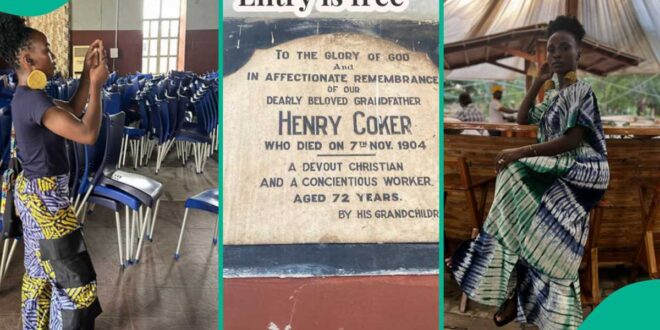 Entry is free
TO THE GLORY OF GOD
And
IN AFFECTIONATE REMEMBRANCE
OF OUR
DEARLY BELOVED GRANDFATHER
HENRY COKER
WHO DIED ON 7TH NOV. 1904
A DEVOUT CHRISTIAN
AND A CONCIENTIOUS WORKER
AGED 72 YEARS.
BY HIS GRANDCHILDR